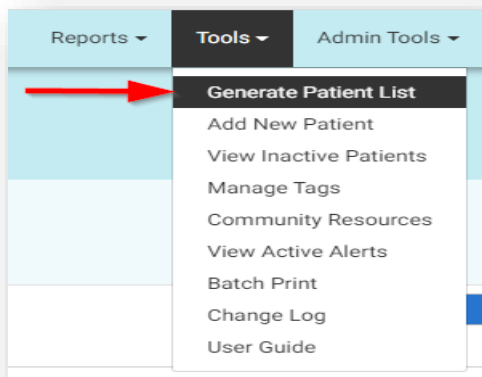 Reports Tools Admin Tools
Generate Patient List
Add New Patient
View Inactive Patients
Manage Tags
Community Resources
View Active Alerts
Batch Print
Change Log
User Guide